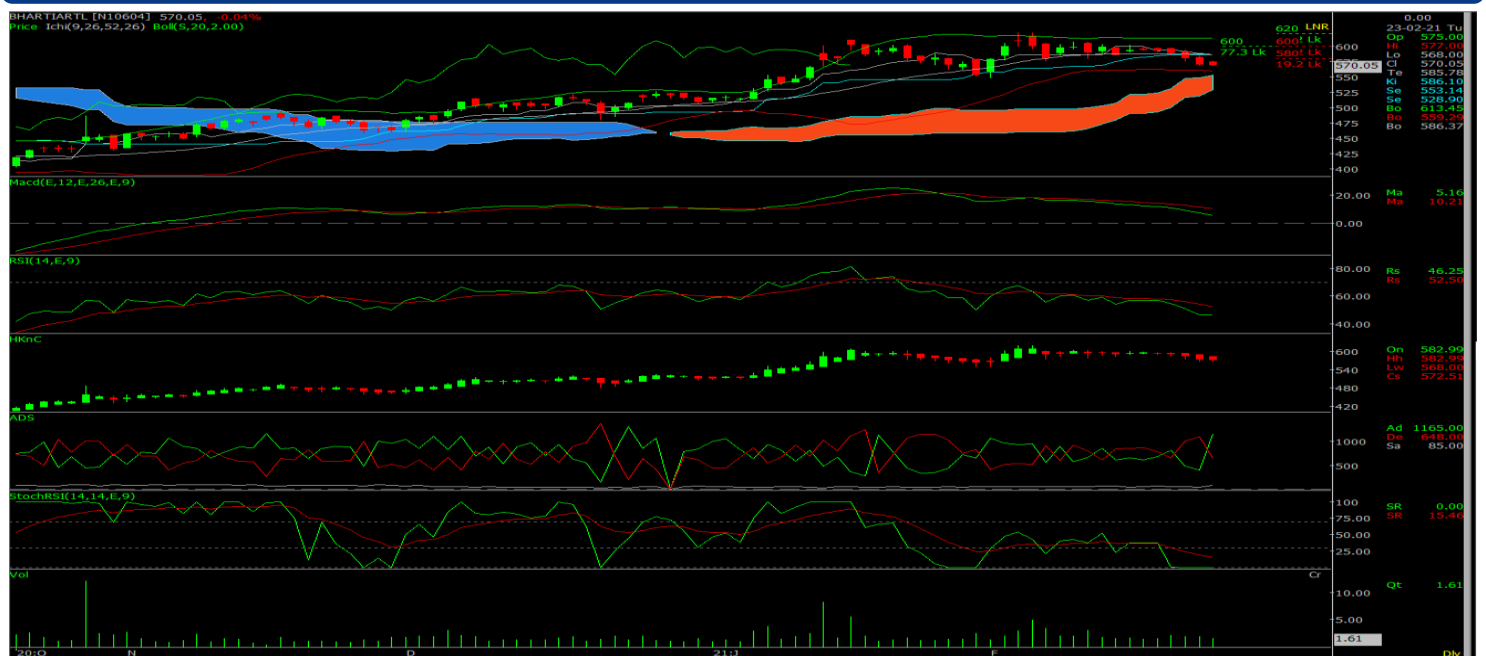 BHARTIARTL [N10604] 570.05, -0.04%
Price Ichi(9,26,52,26) Boll(S,20,2.00)
620 LNR
600
77.3 Lk
580
19.2 Lk
600
570.05
550
525
500
475
450
425
400
0.00
23-02-21 Tu
Op 575.00
Hi 577.00
Lo 568.00
Cl 570.05
Te 585.78
Ki 586.10
Se 553.14
Se 528.90
Bo 613.45
Bo 559.29
Bo 586.37
Macd(E,12,E,26,E,9)
20.00
0.00
Ma 5.16
Ma 10.21
RSI(14,E,9)
80.00
60.00
40.00
Rs 46.25
Rs 52.50
HKnC
600
540
480
420
On 582.99
Hh 582.99
Lw 568.00
Cs 572.51
ADS
1000
500
Ad 1165.00
De 648.00
Sa 85.00
StochRSI(14,14,E,9)
100
75.00
50.00
25.00
SR 0.00
SR 15.46
Vol
Cr
10.00
5.00
1.61
Qt 1.61
20:O N D 21:J F Dly